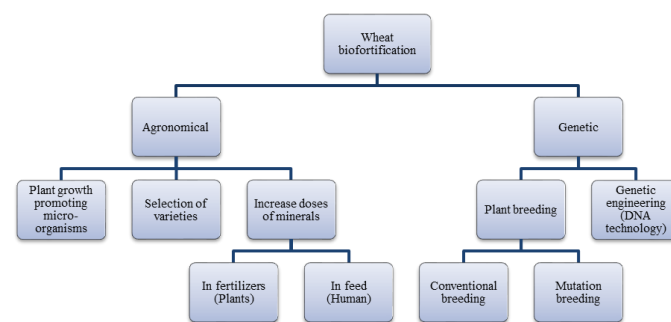 Wheat
biofortification
Agronomical
Genetic
Plant growth
promoting
micro-
organisms
Selection of
varieties
Increase doses
of minerals
Plant breeding
Genetic
engineering
(DNA
technology)
In fertilizers
(Plants)
In feed
(Human)
Conventional
breeding
Mutation
breeding